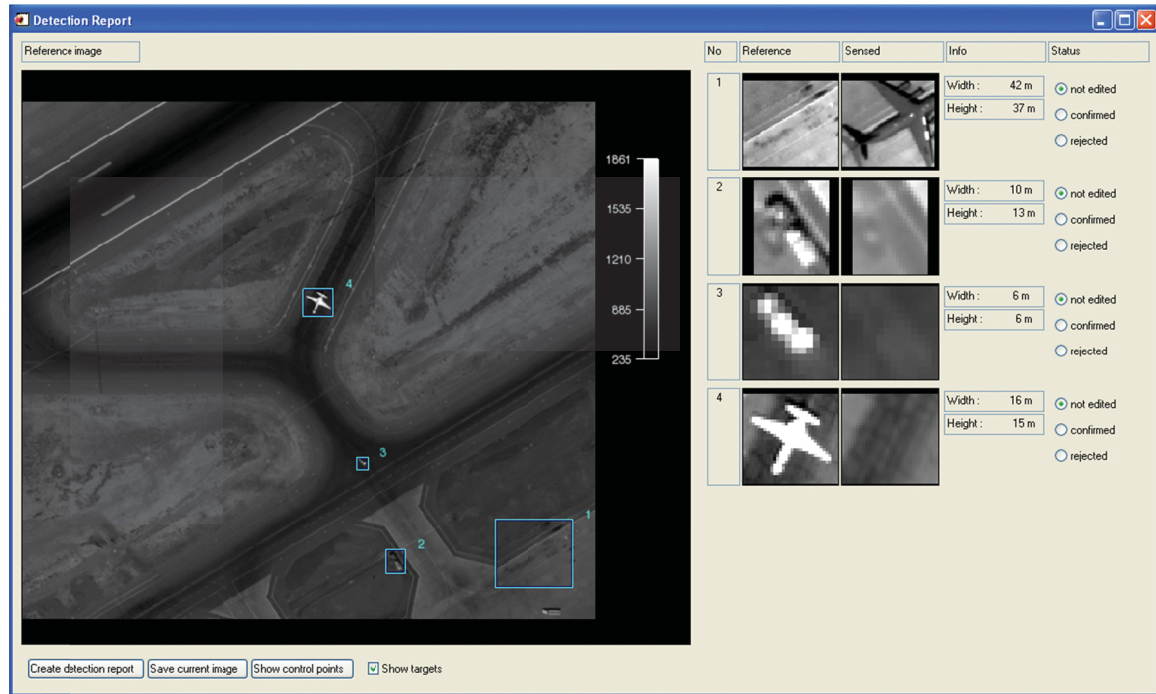 Detection Report
Reference image
No Reference Sensed Info Status
1861
1535
1210
885
235
4
3
2
1
1
Width : 42 m
Height : 37 m
not edited
confirmed
rejected
2
Width : 10 m
Height : 13 m
not edited
confirmed
rejected
3
Width : 6 m
Height : 6 m
not edited
confirmed
rejected
4
Width : 16 m
Height : 15 m
not edited
confirmed
rejected
Create detection report Save current image Show control points Show targets